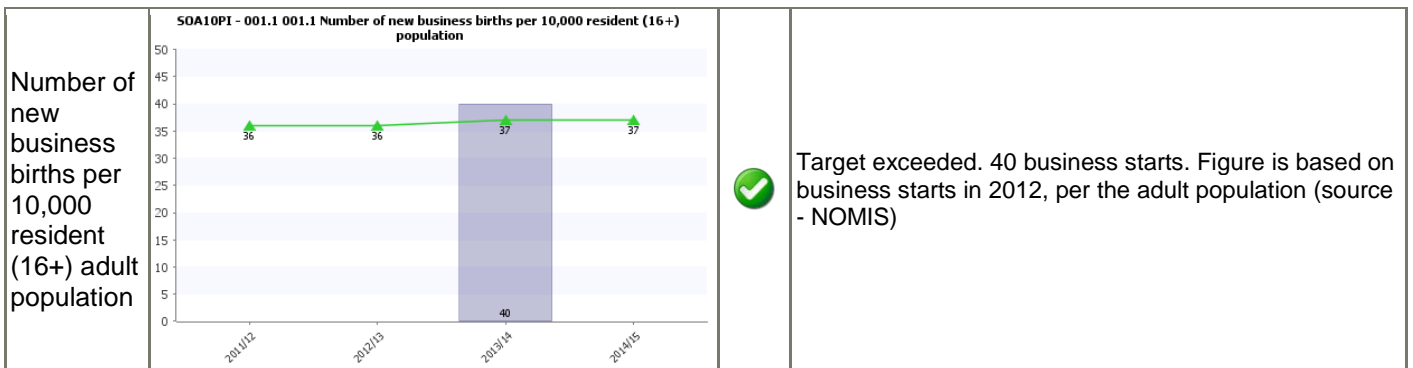 Number of
new
business
births per
10,000
resident
(16+) adult
population
SOA10PI - 001.1 001.1 Number of new business births per 10,000 resident (16+)
population
50
45
40
35
30
25
20
15
10
5
0
36
36
37
37
40
2011/12
2012/13
2013/14
2014/15
Target exceeded. 40 business starts. Figure is based on
business starts in 2012, per the adult population (source
- NOMIS)